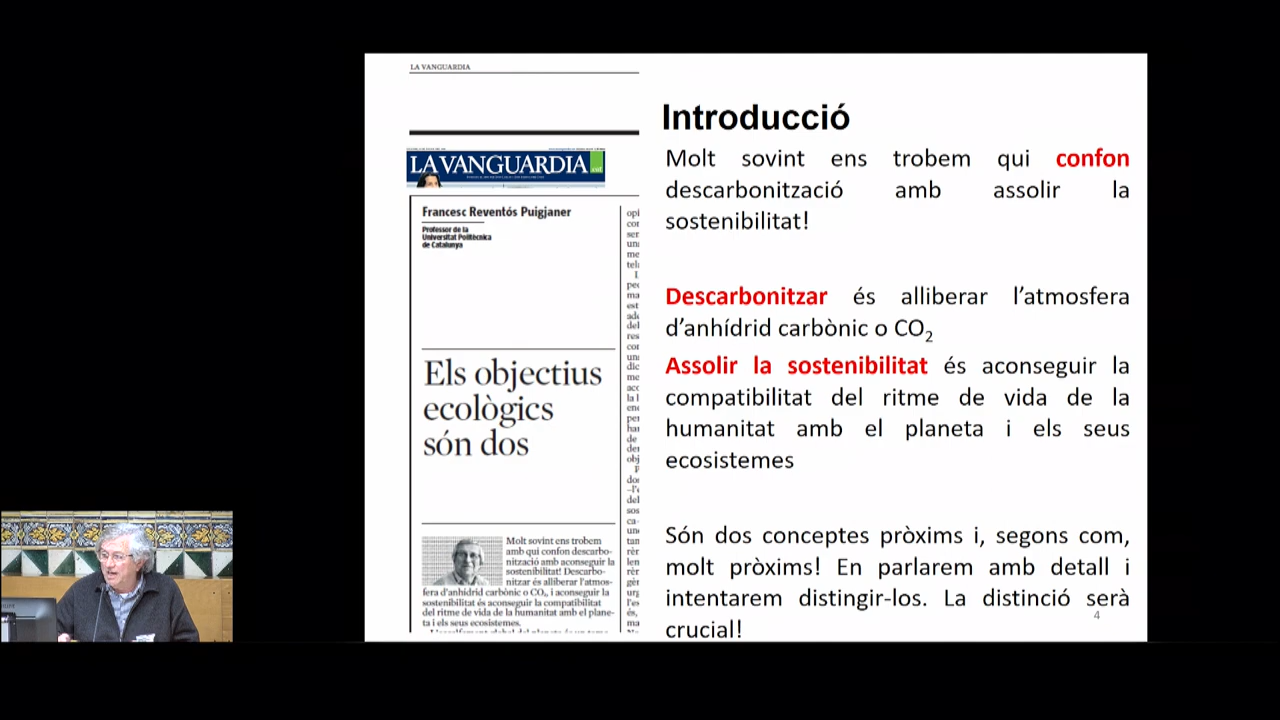 LA VANGUARDIA
LA VANGUARDIA
Francesc Reventós Puigjaner
Professor de la
Universitat Politècnica
de Catalunya
Els objectius
ecològics
són dos
Molt sovint ens trobem
amb qui confon descarbo-
nització amb aconseguir la
sostenibilitat! Descarbo-
nitzar és alliberar l'atmos-
fera d'anhídrid carbònic o CO₂, i aconseguir la
sostenibilitat és aconseguir la compatibilitat
del ritme de vida de la humanitat amb el plane-
ta i els seus ecosistemes.
Introducció
Molt sovint ens trobem qui confon
descarbonització amb assolir la
sostenibilitat!
Descarbonitzar és alliberar l'atmosfera
d'anhídrid carbònic o CO₂
Assolir la sostenibilitat és aconseguir la
compatibilitat del ritme de vida de la
humanitat amb el planeta i els seus
ecosistemes
Són dos conceptes pròxims i, segons com,
molt pròxims! En parlarem amb detall i
intentarem distingir-los. La distinció serà
crucial!
4